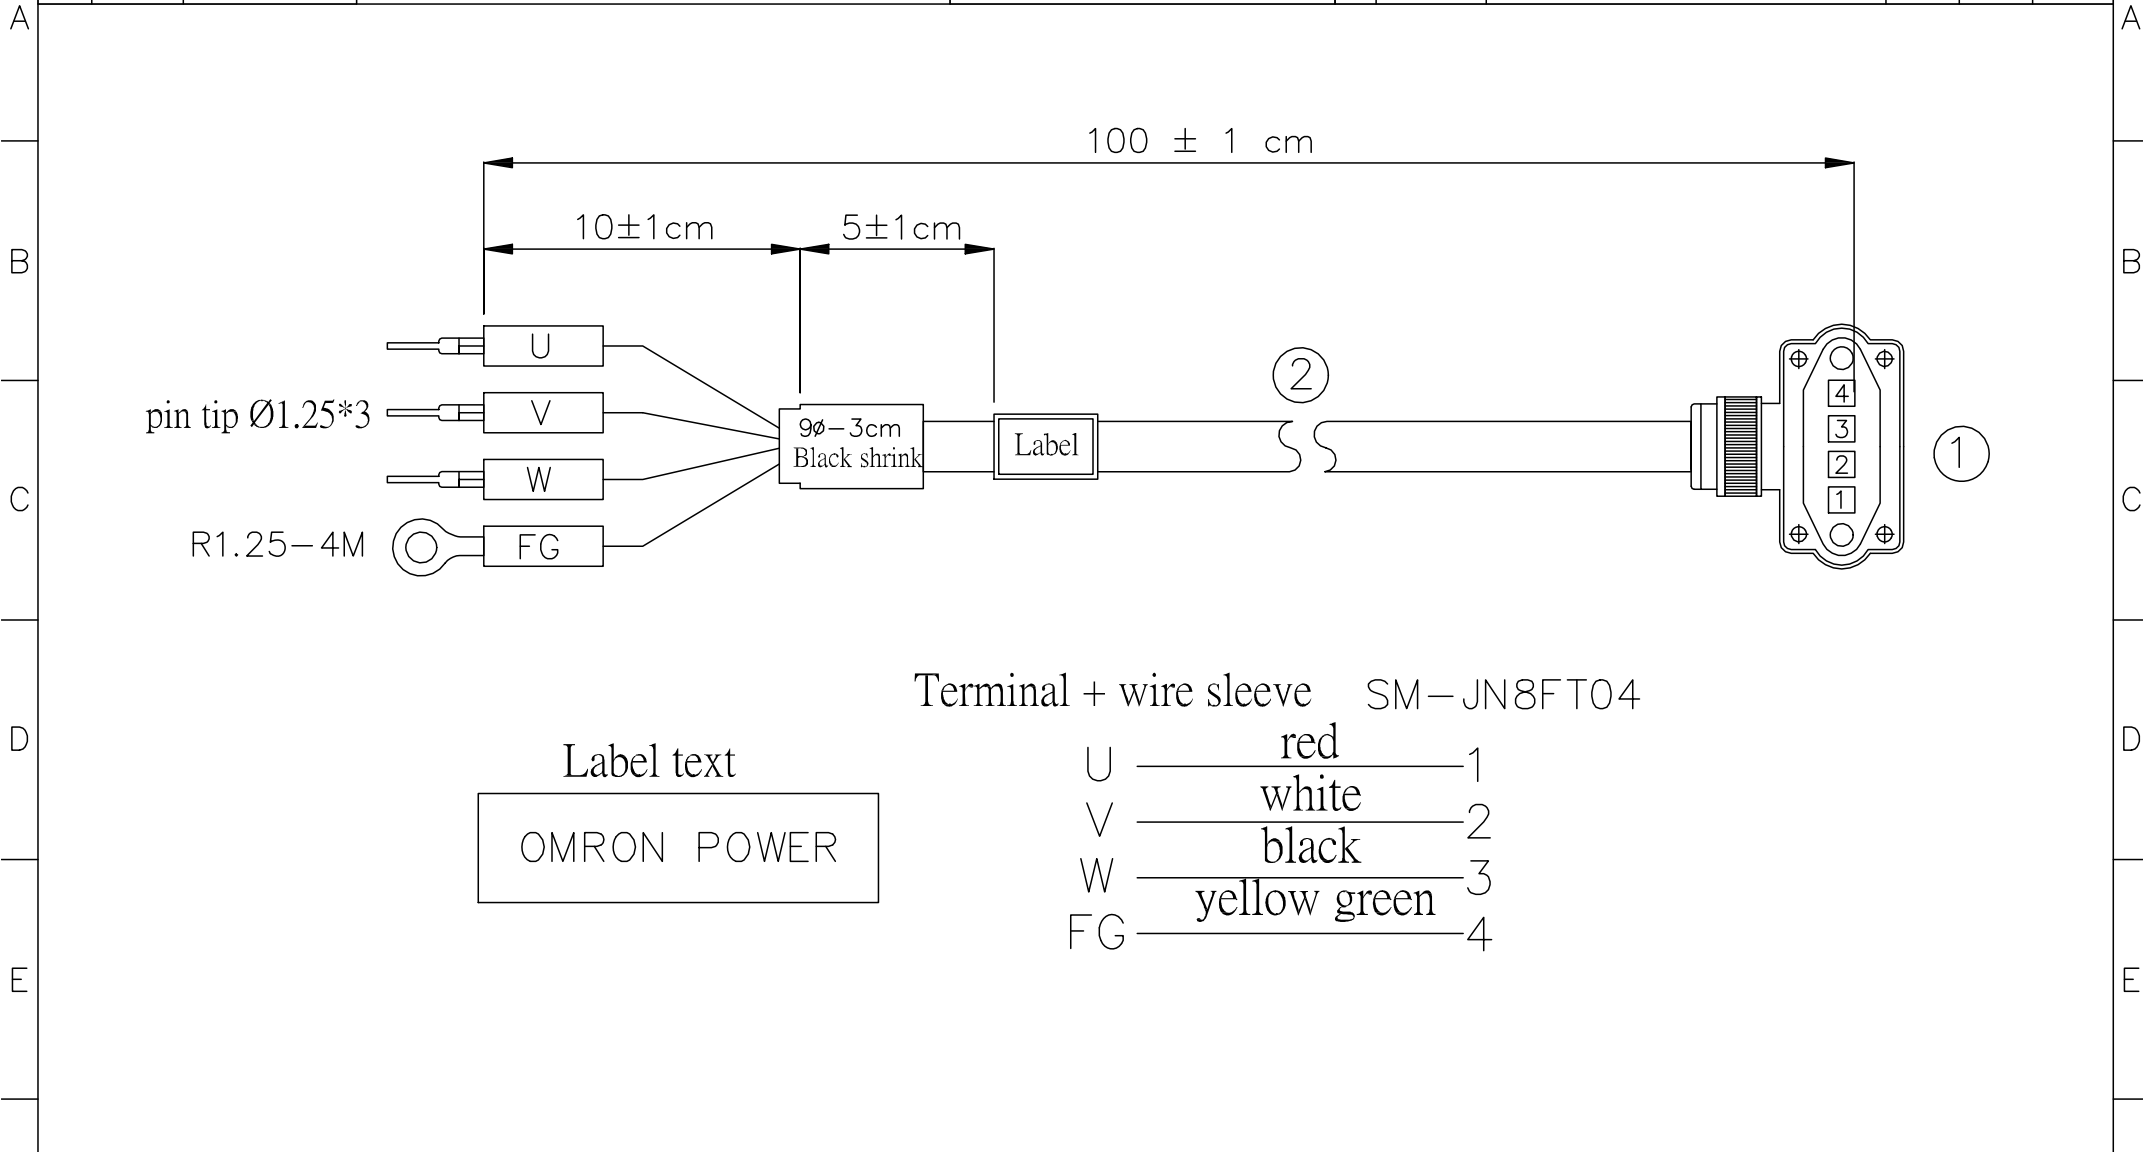 A A
100 ± 1 cm
10±1cm 5±1cm
B B
U
2
pin tip Ø1.25*3 V
4
9ø-3cm
3
Black shrink
Label
1
2
W
C C
1
R1.25-4M FG
Terminal + wire sleeve SM-JN8FT04
D D
red
Label text
U 1
white
V 2
OMRON POWER
black
W 3
yellow green
FG 4
E E